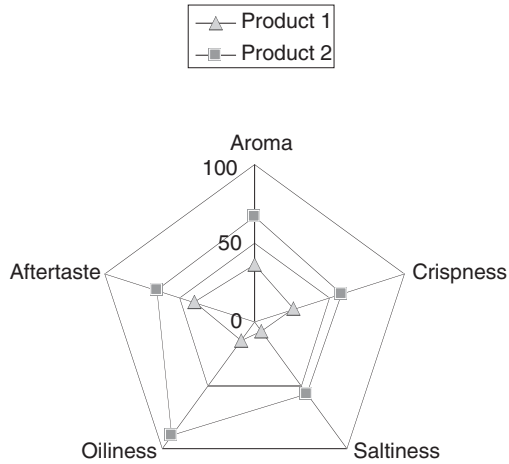 Product 1
Product 2
Aroma
100
50
Aftertaste
Crispness
0
Oiliness
Saltiness